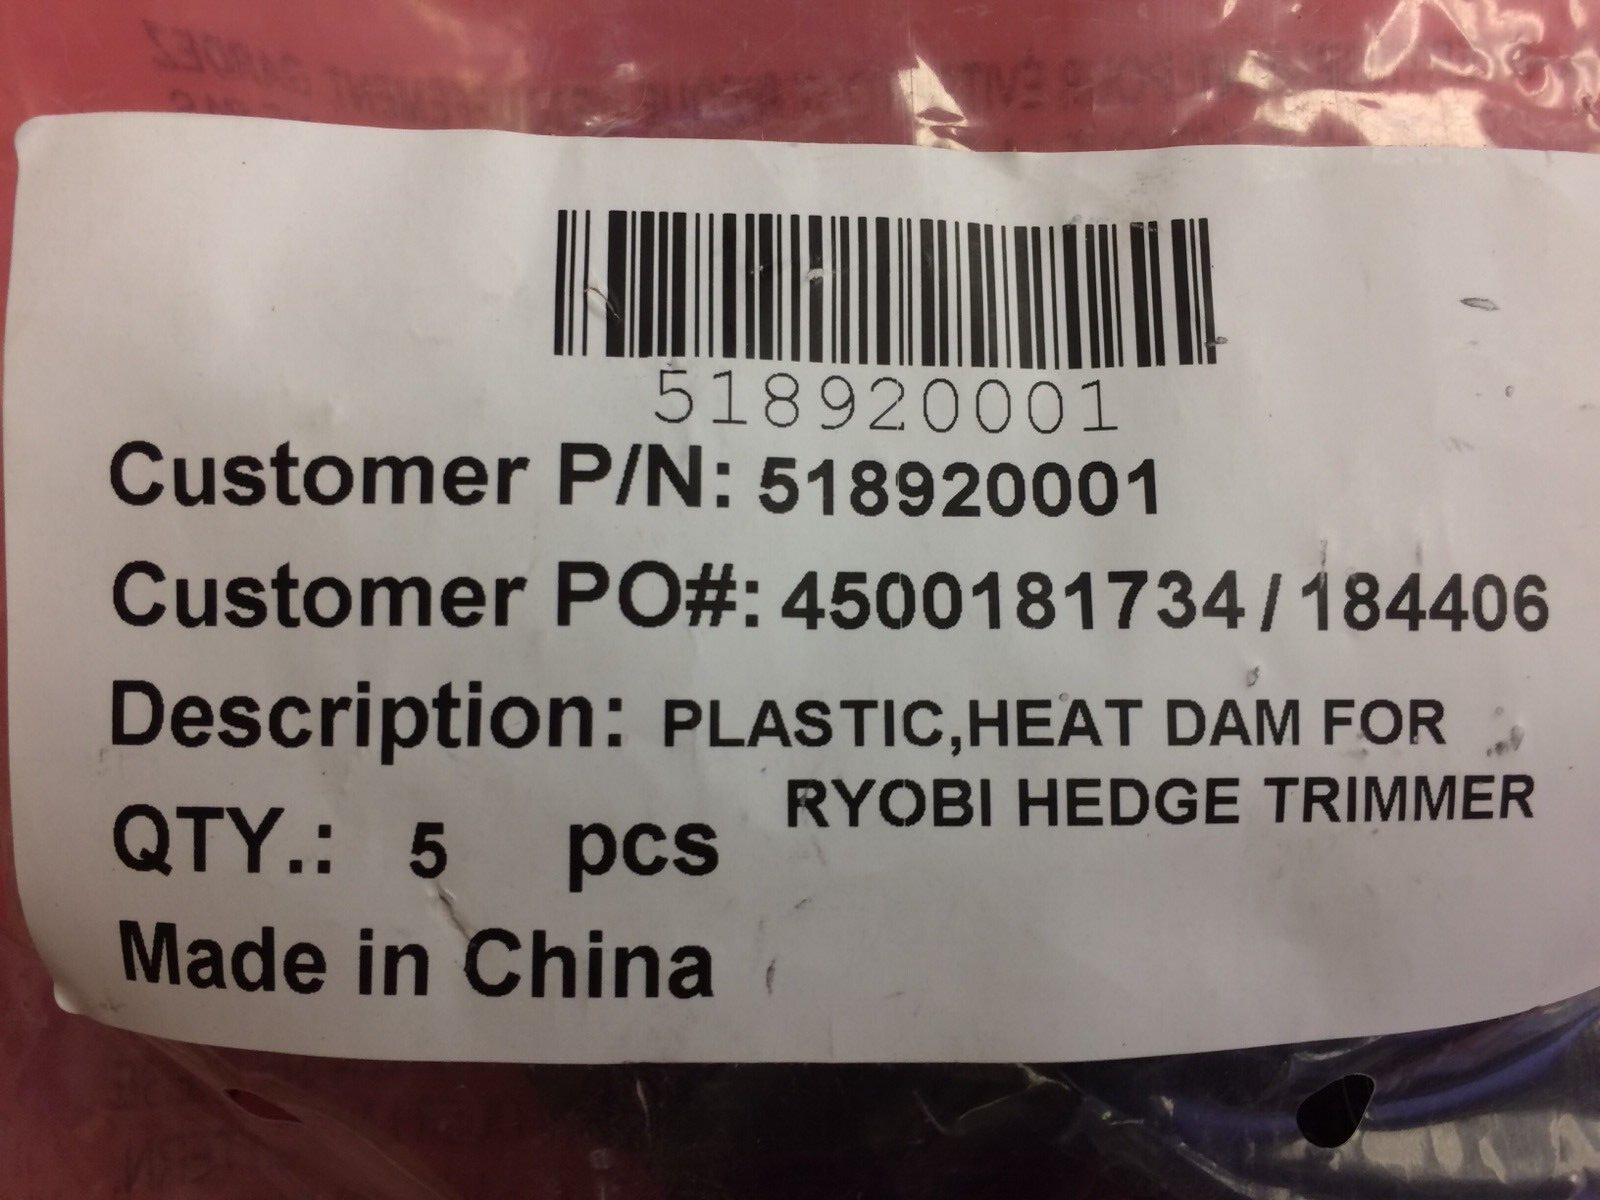 518920001
Customer P/N: 518920001
Customer PO#: 4500181734 / 184406
Description: PLASTIC,HEAT DAM FOR
RYOBI HEDGE TRIMMER
QTY.: 5 pcs
Made in China